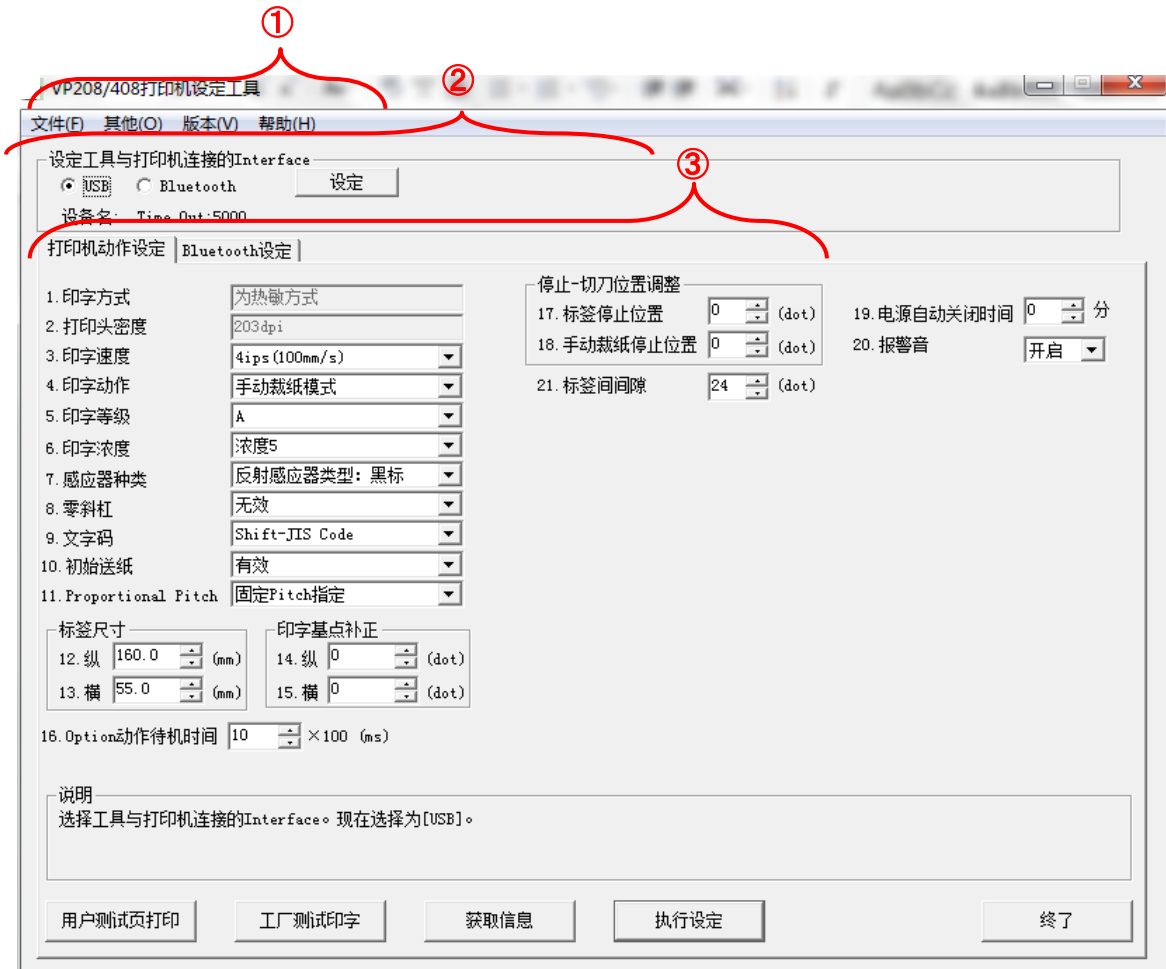 ①
②
VP208/408打印机设定工具
文件(F) 其他(O) 版本(V) 帮助(H)
③
设定工具与打印机连接的Interface
USB Bluetooth 设定
设备名: Time Out:5000
打印机动作设定 Bluetooth设定
1.印字方式 为热敏方式
2.打印头密度 203dpi
3.印字速度 4ips(100mm/s)
4.印字动作 手动裁纸模式
5.印字等级 A
6.印字浓度 浓度5
7.感应器种类 反射感应器类型：黑标
8.零斜杠 无效
9.文字码 Shift-JIS Code
10.初始送纸 有效
11.Proportional Pitch 固定Pitch指定
标签尺寸
12.纵 160.0 (mm)
13.横 55.0 (mm)
印字基点补正
14.纵 0 (dot)
15.横 0 (dot)
16.Option动作待机时间 10 ×100 (ms)
停止-切刀位置调整
17.标签停止位置 0 (dot)
18.手动裁纸停止位置 0 (dot)
21.标签间间隙 24 (dot)
19.电源自动关闭时间 0 分
20.报警音 开启
说明
选择工具与打印机连接的Interface。现在选择为[USB]。
用户测试页打印 工厂测试印字 获取信息 执行设定 终了